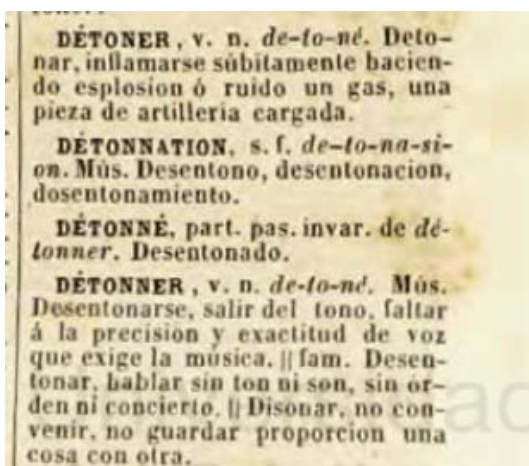 DÉTONER, v. n. de-to-né. Deto-
nar, inflamarse súbitamente hacien-
do esplosion ó ruido un gas, una
pieza de artilleria cargada.
DÉTONNATION, s. f. de-to-na-si-
on. Mús. Desentono, desentonacion,
dosentonamiento.
DÉTONNÉ, part. pas. invar. de dé-
tonner. Desentonado.
DÉTONNER, v. n. de-to-né. Mús.
Desentonarse, salir del tono, faltar
á la precision y exactitud de voz
que exige la música. || fam. Desen-
tonar, hablar sin ton ni son, sin ór-
den ni concierto. || Disonar, no con-
venir, no guardar proporcion una
cosa con otra.